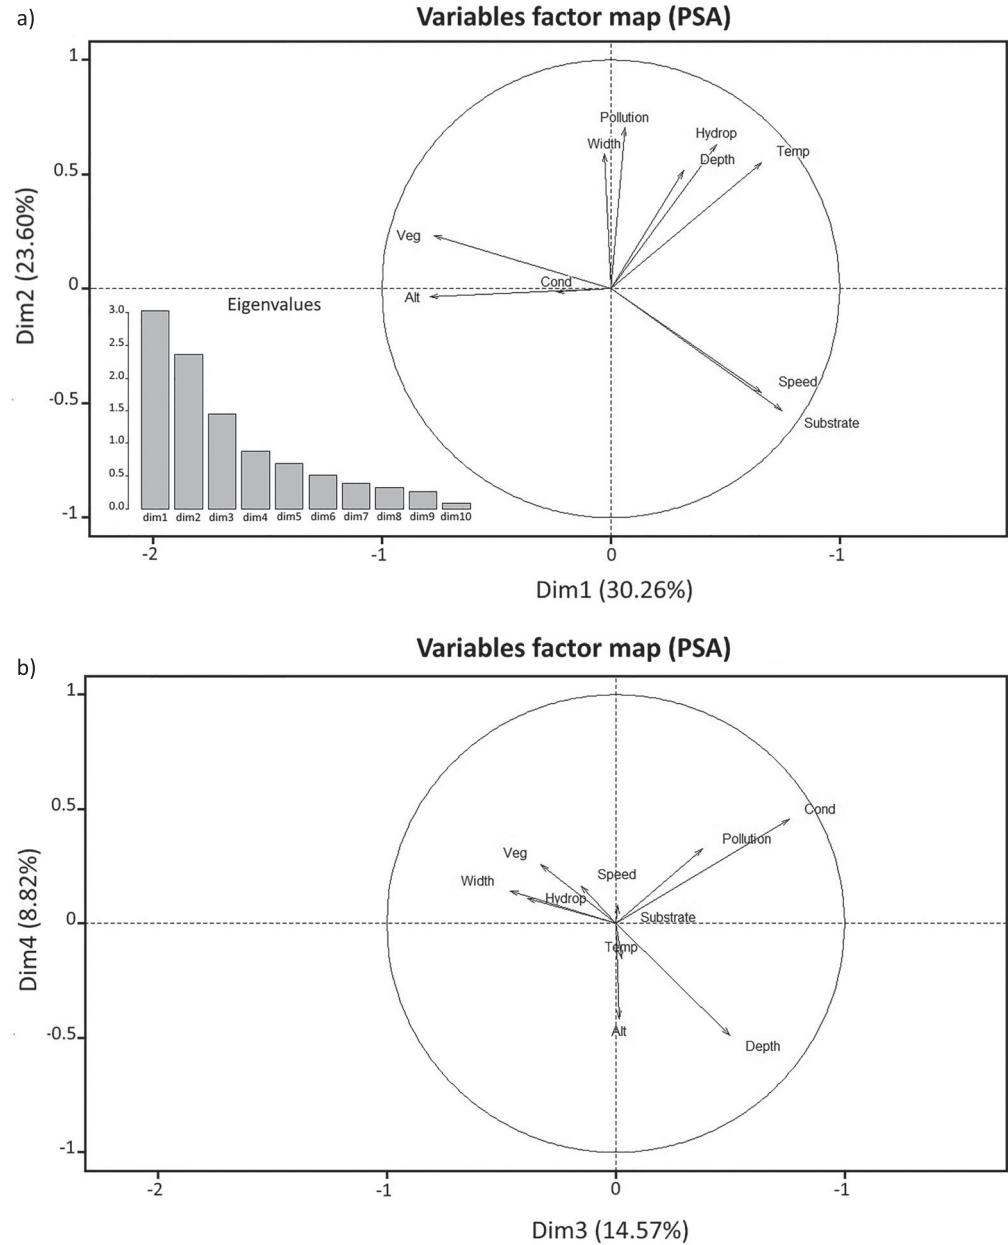 a)
Variables factor map (PSA)
1
0.5
0
-0.5
-1
Dim2 (23.60%)
Pollution
Width
Hydrop
Depth
Temp
Veg
Cond
Alt
Speed
Substrate
Eigenvalues
3.0
2.5
2.0
1.5
1.0
0.5
0.0
dim1 dim2 dim3 dim4 dim5 dim6 dim7 dim8 dim9 dim10
-2 -1 0 -1
Dim1 (30.26%)
b)
Variables factor map (PSA)
1
0.5
0
-0.5
-1
Dim4 (8.82%)
Cond
Pollution
Veg
Speed
Width
Hydrop
Substrate
Temp
Alt
Depth
-2 -1 0 -1
Dim3 (14.57%)